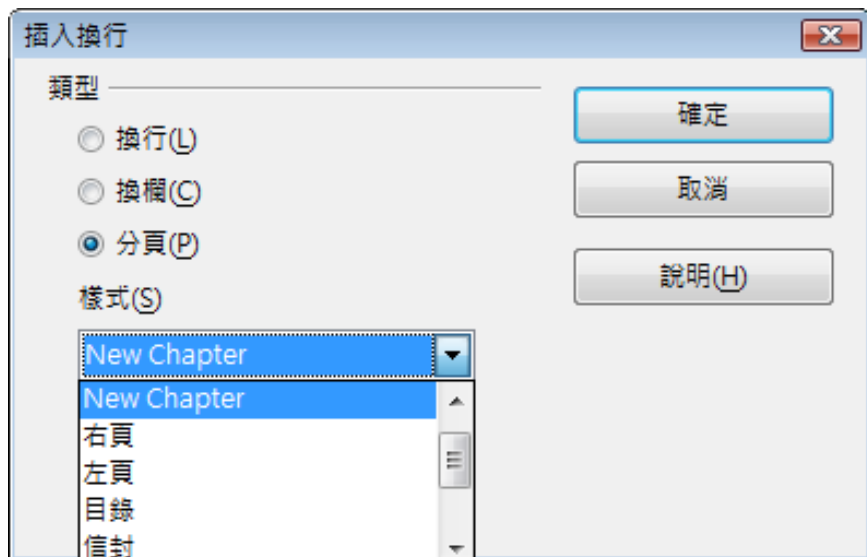 插入換行
類型
換行(L)
換欄(C)
分頁(P)
樣式(S)
New Chapter
New Chapter
右頁
左頁
目錄
信封
確定
取消
說明(H)